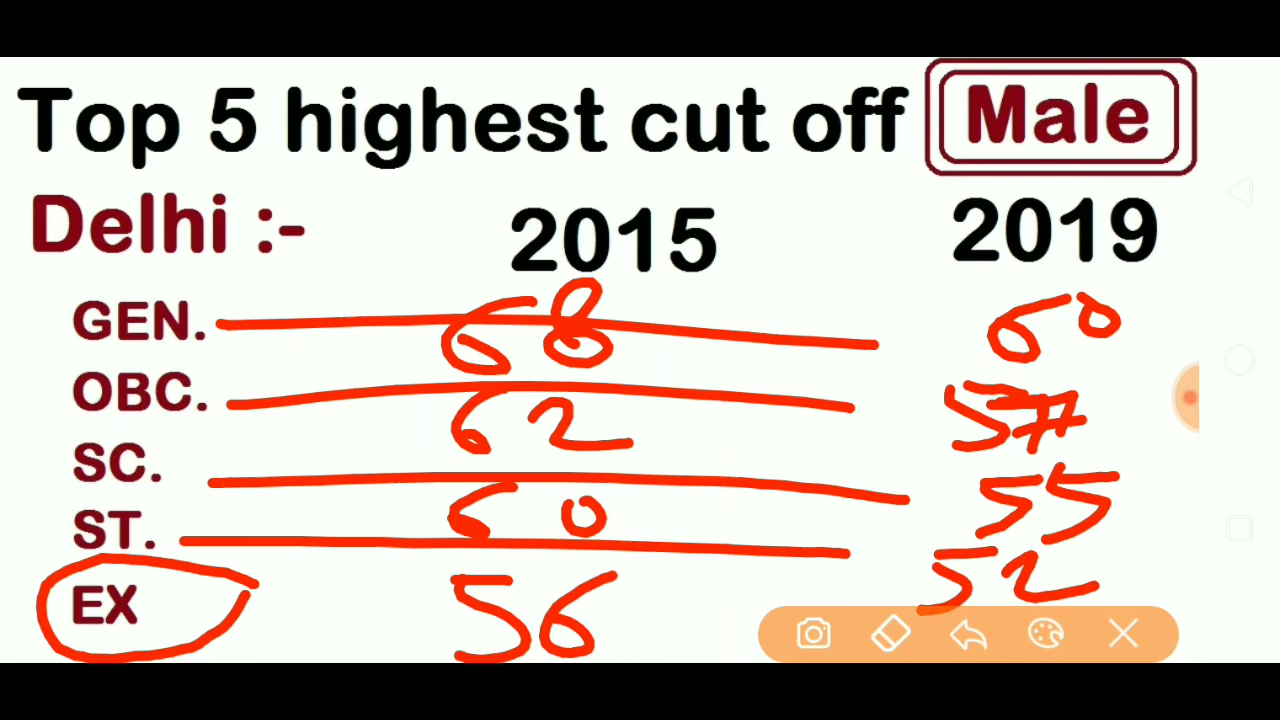 Top 5 highest cut off Male
Delhi :- 2015 2019
GEN. 68 60
OBC. 62 57
SC. 60 55
ST. 56 52
EX